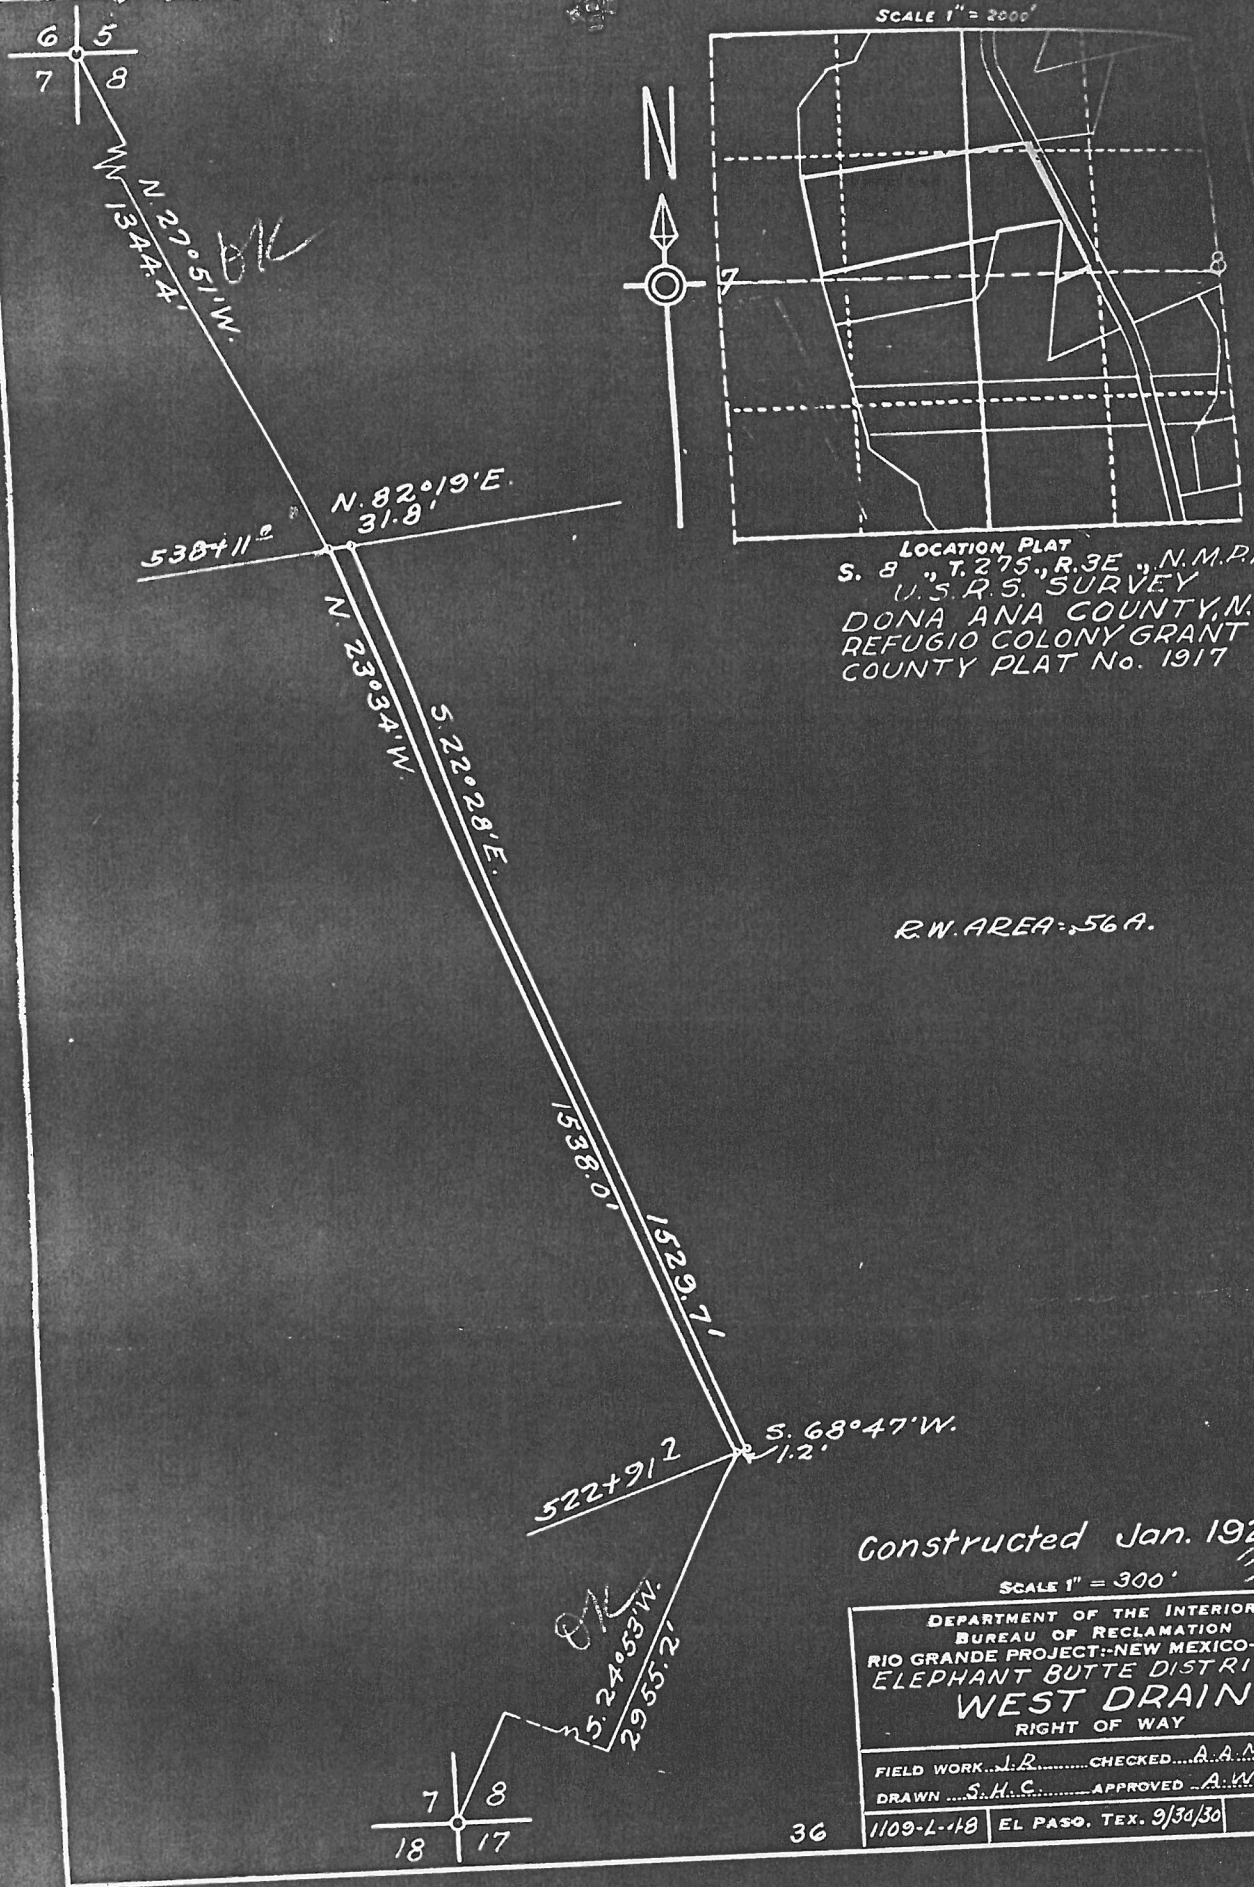 6 5
7 8
SCALE 1" = 2000'
N
7
8
N. 27°51'W.
1344.4'
OK
N. 82°19'E.
31.8'
538+11
LOCATION PLAT
S. 8 ., T. 27S., R. 3E ., N.M.P.
U.S.R.S. SURVEY
DONA ANA COUNTY, N.
REFUGIO COLONY GRANT
COUNTY PLAT No. 1917
N. 23°34'W.
S. 22°28'E.
R.W. AREA = .56 A.
1538.0'
1529.7'
S. 68°47'W.
1.2'
522+91 2
Constructed Jan. 192
SCALE 1" = 300'
OK
S. 24°53'W.
2955.2'
DEPARTMENT OF THE INTERIOR
BUREAU OF RECLAMATION
RIO GRANDE PROJECT:-NEW MEXICO-
ELEPHANT BUTTE DISTRI
WEST DRAIN
RIGHT OF WAY
FIELD WORK...J.R.........CHECKED....A.A.
DRAWN ....S.H.C.........APPROVED ..A.W
1109-L-48 EL PASO. TEX. 9/30/30
7 8
18 17
36